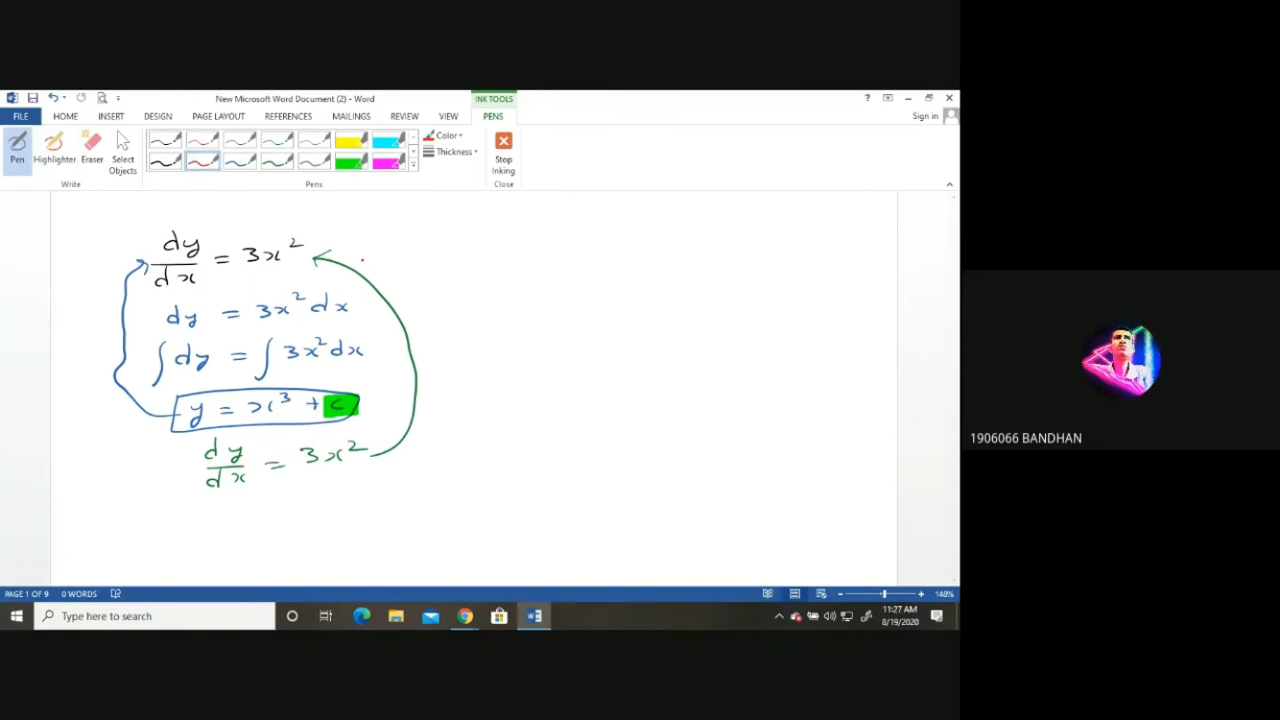 New Microsoft Word Document (2) - Word
INK TOOLS
?
FILE HOME INSERT DESIGN PAGE LAYOUT REFERENCES MAILINGS REVIEW VIEW PENS
Sign in
Pen Highlighter Eraser Select Objects
Color
Thickness
Stop Inking
Write Pens Close
dy/dx = 3x²
dy = 3x² dx
∫ dy = ∫ 3x² dx
y = x³ + c
dy/dx = 3x²
1906066 BANDHAN
PAGE 1 OF 9 0 WORDS
148%
Type here to search
11:27 AM
8/19/2020